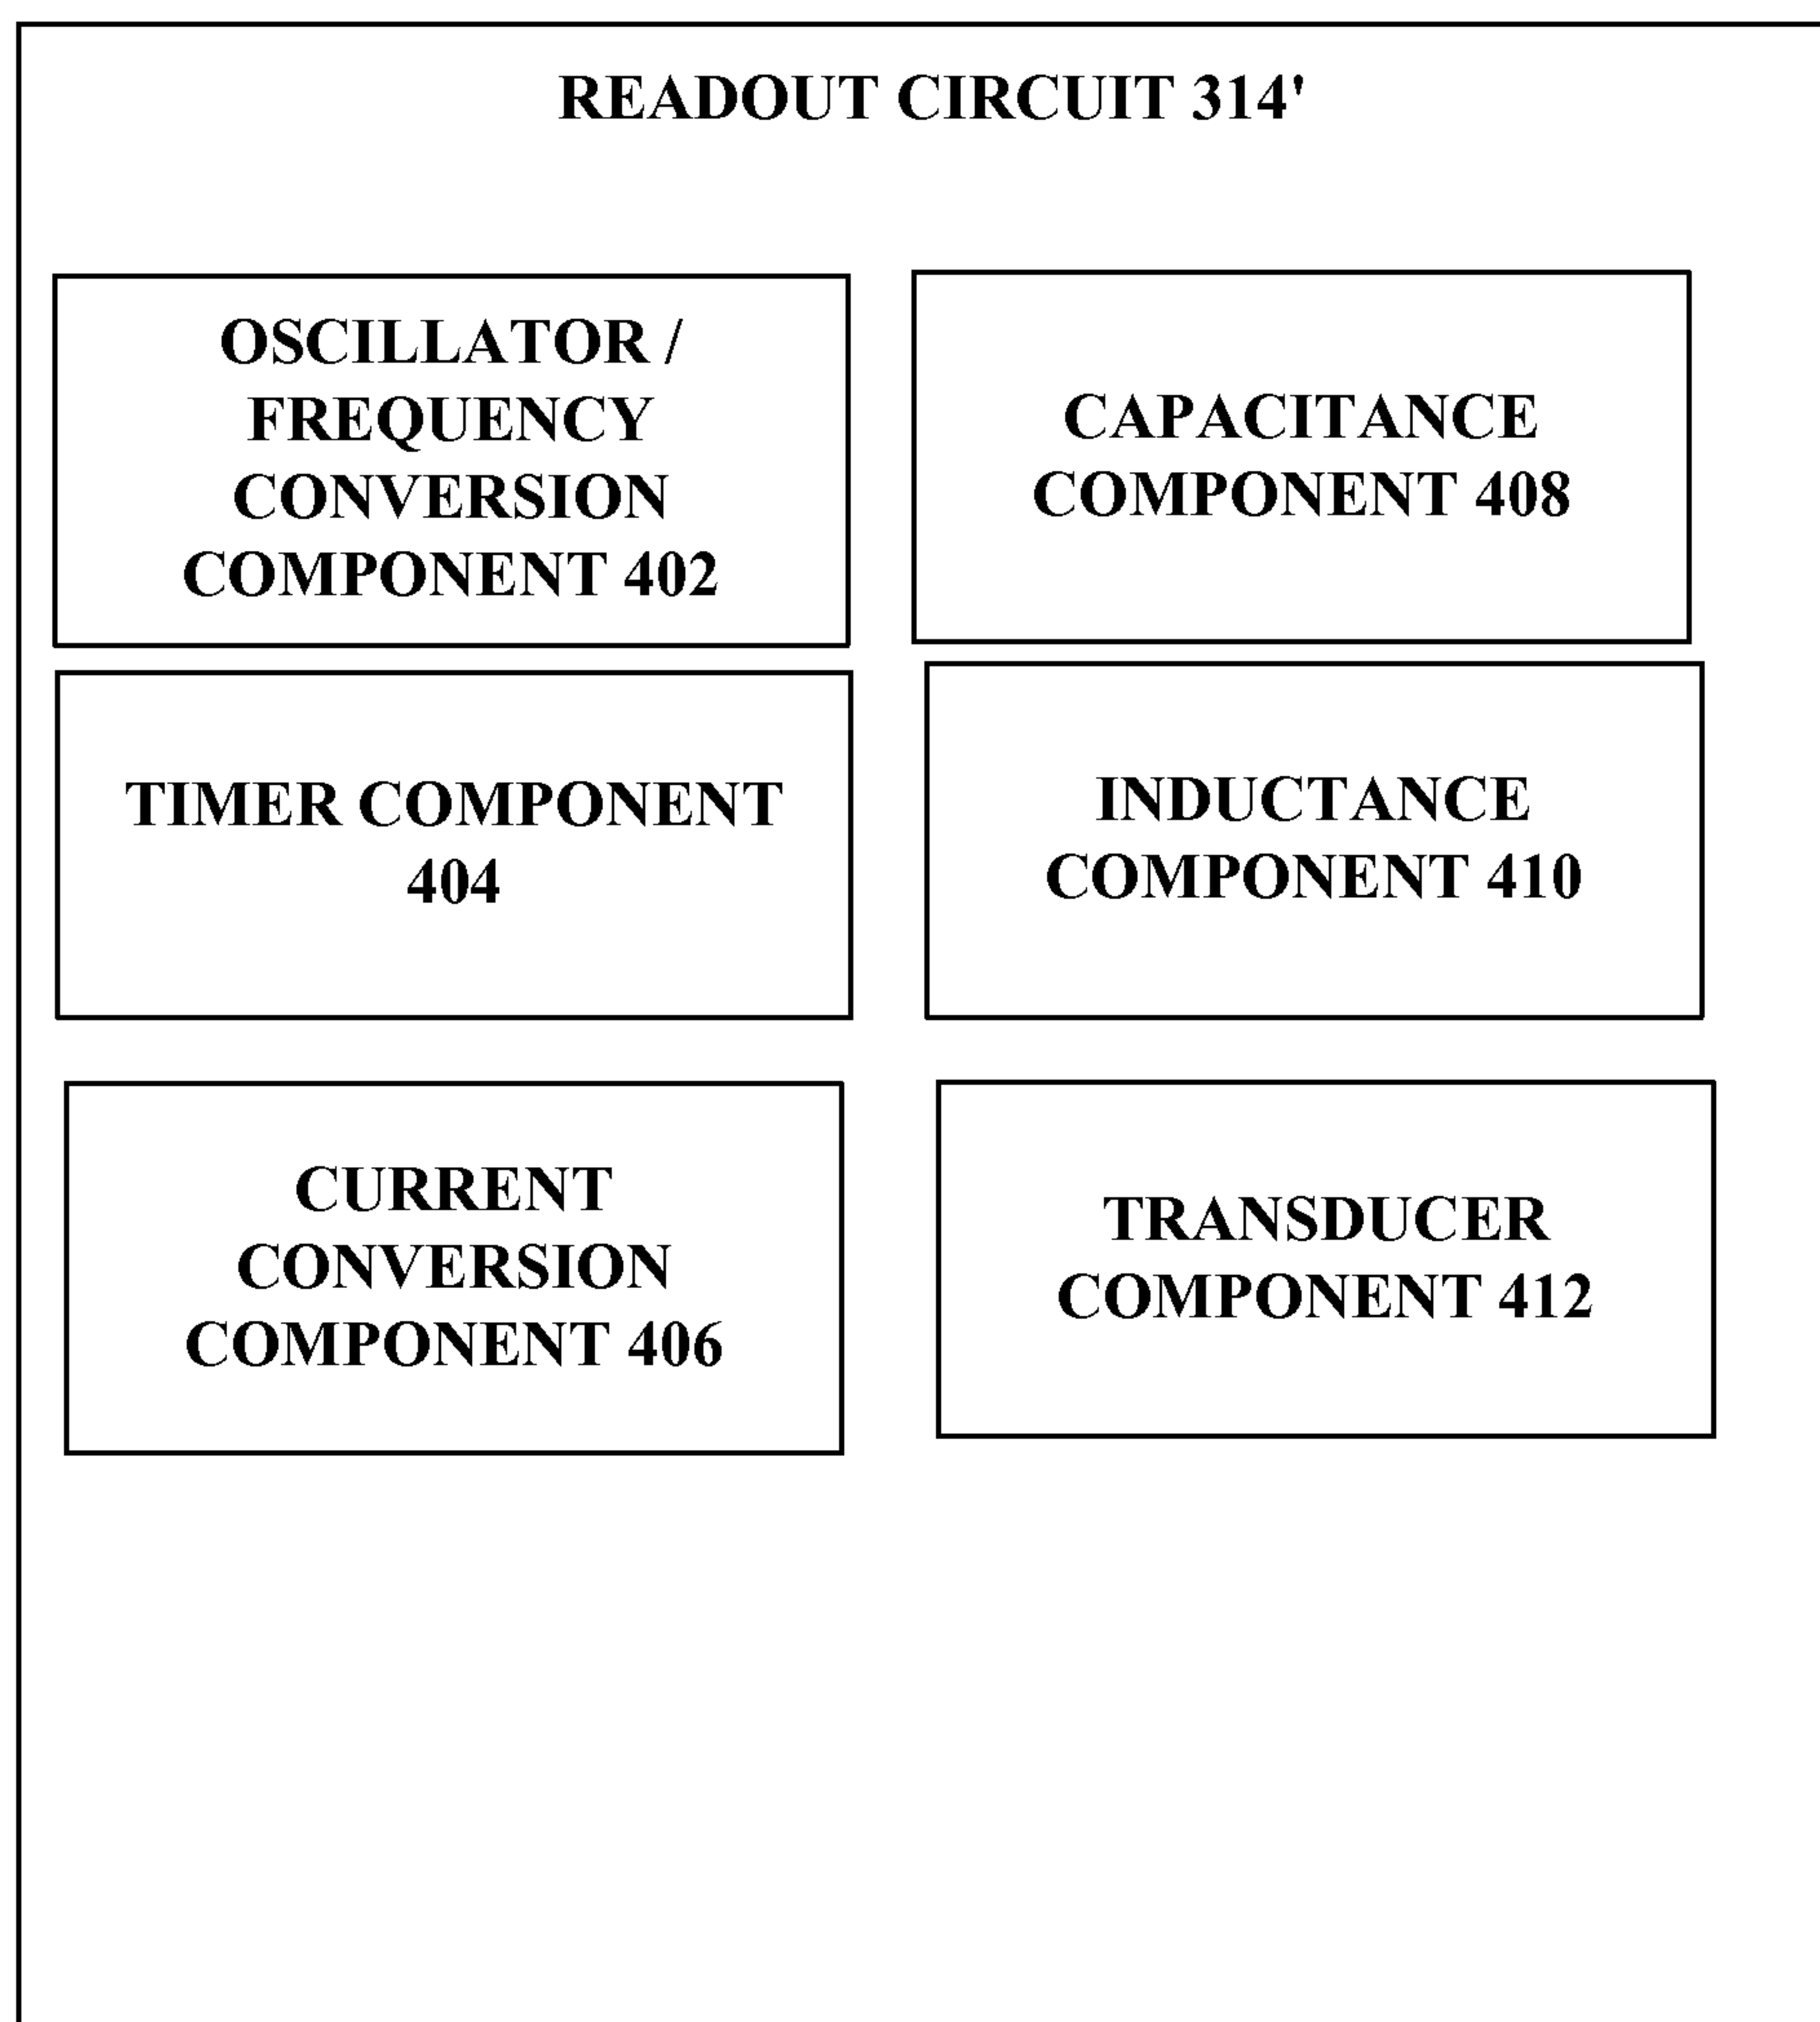 READOUT CIRCUIT 314'
OSCILLATOR /
FREQUENCY
CONVERSION
COMPONENT 402
CAPACITANCE
COMPONENT 408
TIMER COMPONENT
404
INDUCTANCE
COMPONENT 410
CURRENT
CONVERSION
COMPONENT 406
TRANSDUCER
COMPONENT 412